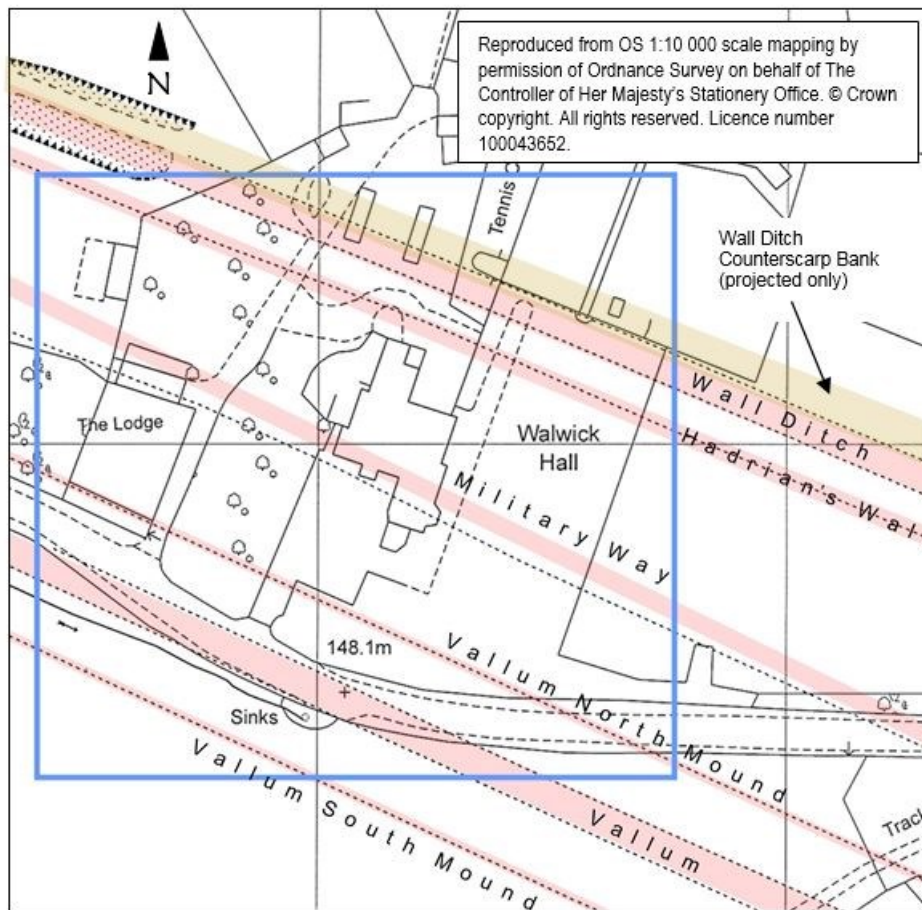 Reproduced from OS 1:10 000 scale mapping by
permission of Ordnance Survey on behalf of The
Controller of Her Majesty's Stationery Office. © Crown
copyright. All rights reserved. Licence number
100043652.
N
Tennis C
Wall Ditch
Counterscarp Bank
(projected only)
Wall Ditch
Hadrian's Wal
The Lodge
Walwick
Hall
Military Way
148.1m
Vallum North Mound
Sinks
Vallum South Mound
Vallum
Track